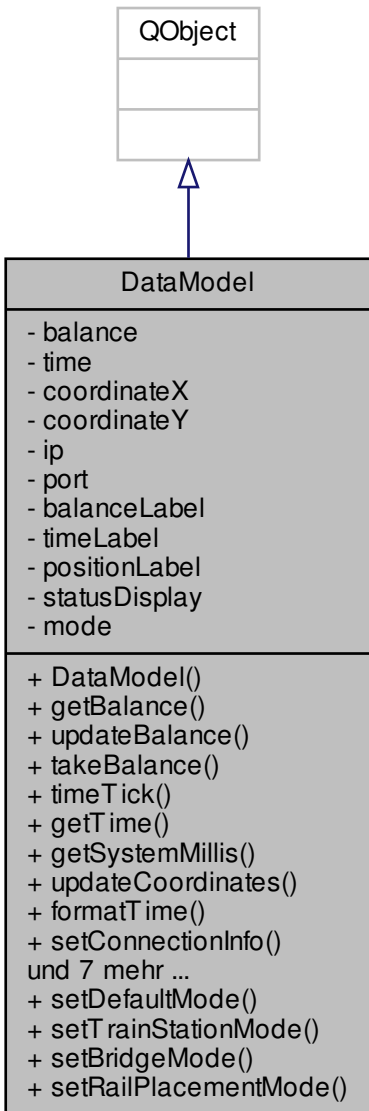 QObject
DataModel
- balance
- time
- coordinateX
- coordinateY
- ip
- port
- balanceLabel
- timeLabel
- positionLabel
- statusDisplay
- mode
+ DataModel()
+ getBalance()
+ updateBalance()
+ takeBalance()
+ timeTick()
+ getTime()
+ getSystemMillis()
+ updateCoordinates()
+ formatTime()
+ setConnectionInfo()
und 7 mehr ...
+ setDefaultMode()
+ setTrainStationMode()
+ setBridgeMode()
+ setRailPlacementMode()